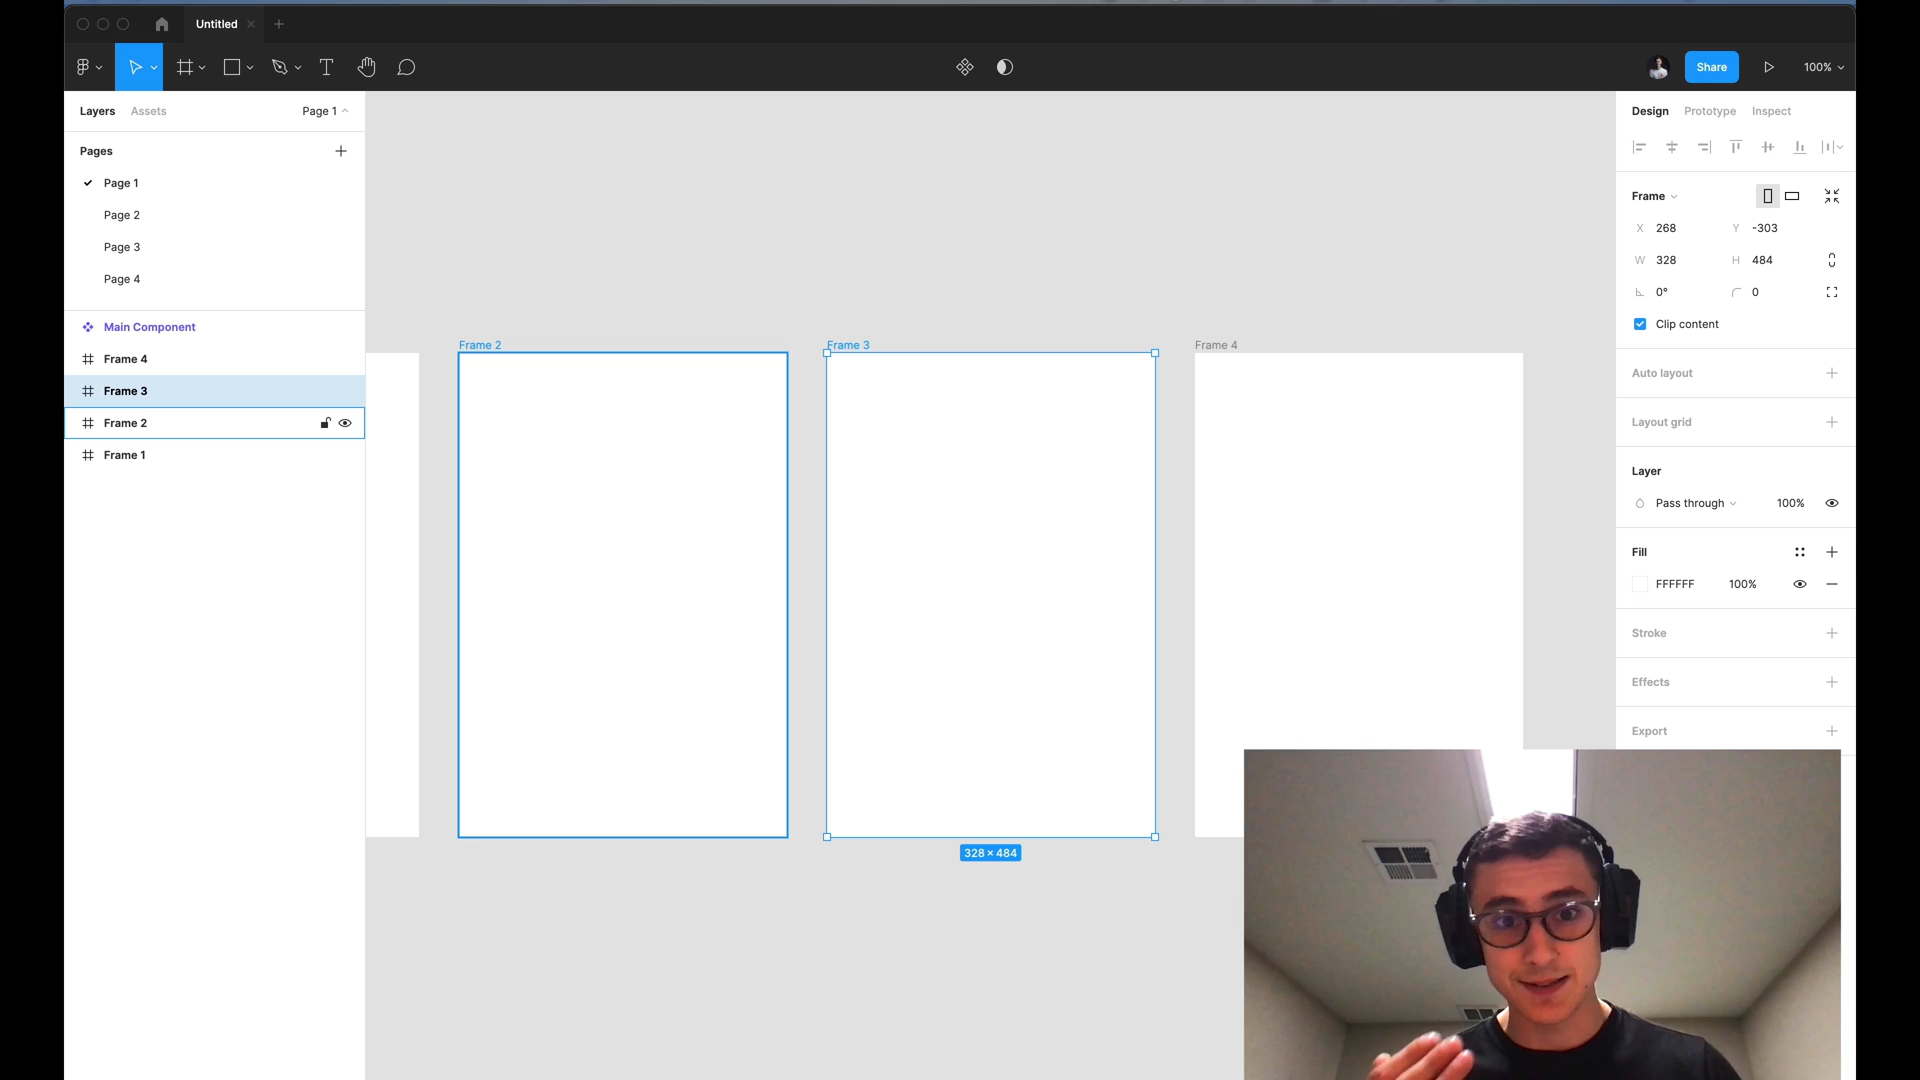 Untitled
Share
100%
Layers
Assets
Page 1
Pages
Page 1
Page 2
Page 3
Page 4
Main Component
Frame 4
Frame 3
Frame 2
Frame 1
Frame 2
Frame 3
Frame 4
328 × 484
Design
Prototype
Inspect
Frame
X 268
Y -303
W 328
H 484
0°
0
Clip content
Auto layout
Layout grid
Layer
Pass through
100%
Fill
FFFFFF
100%
Stroke
Effects
Export